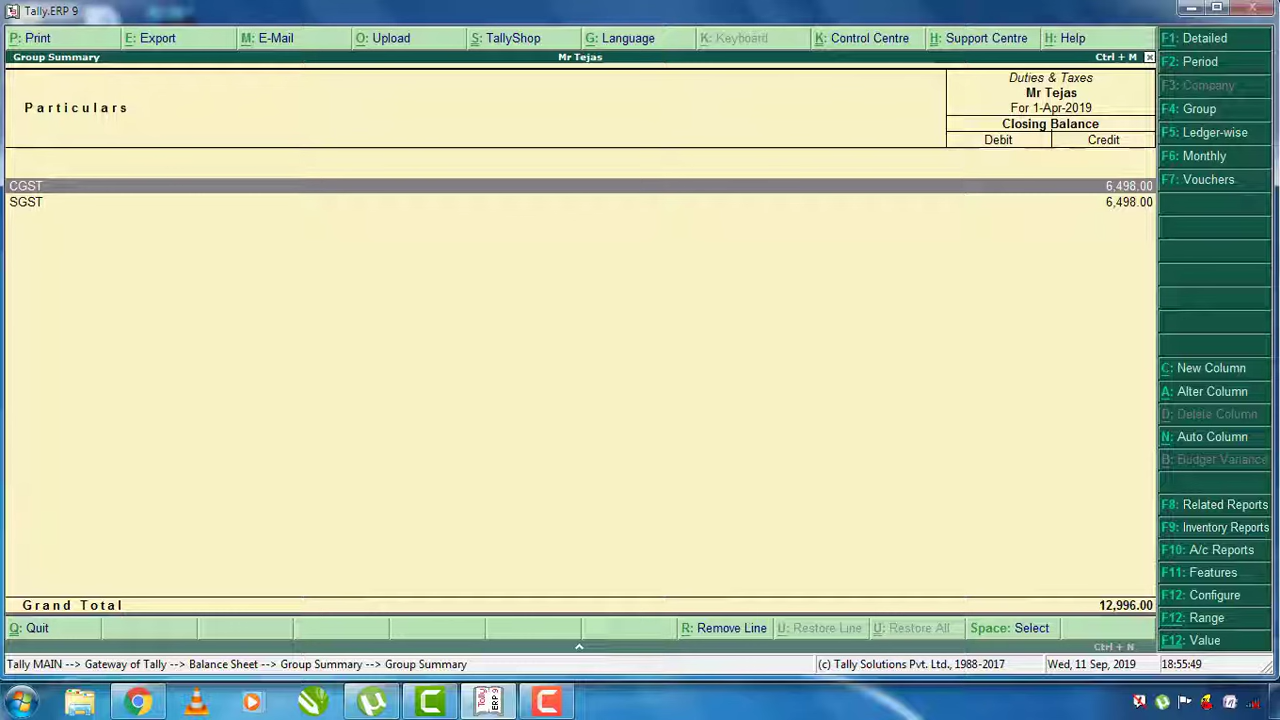 Tally.ERP 9
P: Print E: Export M: E-Mail O: Upload S: TallyShop G: Language K: Keyboard K: Control Centre H: Support Centre H: Help
Group Summary Mr Tejas Ctrl + M
Particulars
Duties & Taxes
Mr Tejas
For 1-Apr-2019
Closing Balance
Debit Credit
CGST 6,498.00
SGST 6,498.00
Grand Total 12,996.00
Q: Quit R: Remove Line U: Restore Line U: Restore All Space: Select
Ctrl + N
Tally MAIN --> Gateway of Tally --> Balance Sheet --> Group Summary --> Group Summary (c) Tally Solutions Pvt. Ltd., 1988-2017 Wed, 11 Sep, 2019 18:55:49
F1: Detailed
F2: Period
F3: Company
F4: Group
F5: Ledger-wise
F6: Monthly
F7: Vouchers
C: New Column
A: Alter Column
D: Delete Column
N: Auto Column
B: Budget Variance
F8: Related Reports
F9: Inventory Reports
F10: A/c Reports
F11: Features
F12: Configure
F12: Range
F12: Value